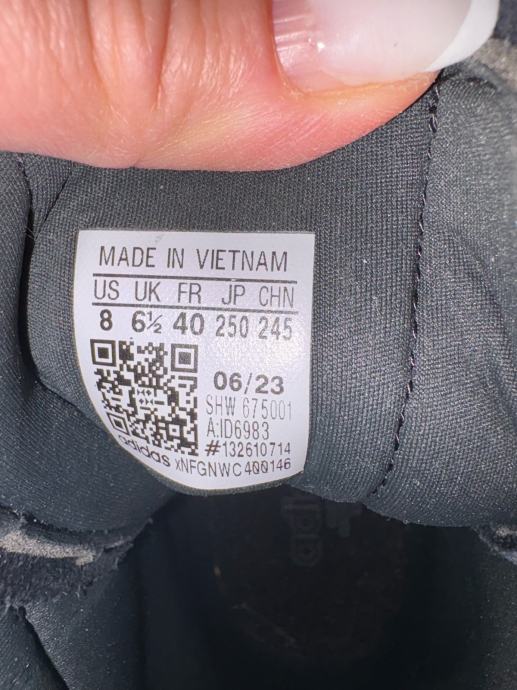 MADE IN VIETNAM
US UK FR JP CHN
8 6½ 40 250 245
06/23
SHW 675001
A:ID6983
#132610714
adidas xNFGNWC400146